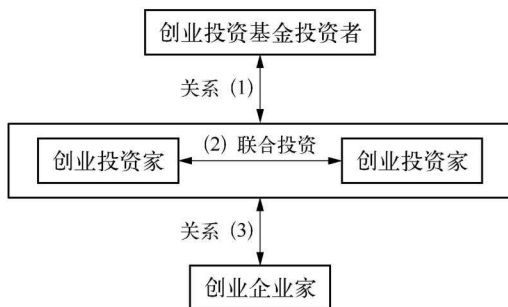 创业投资基金投资者
关系 (1)
(2) 联合投资
创业投资家
创业投资家
关系 (3)
创业企业家